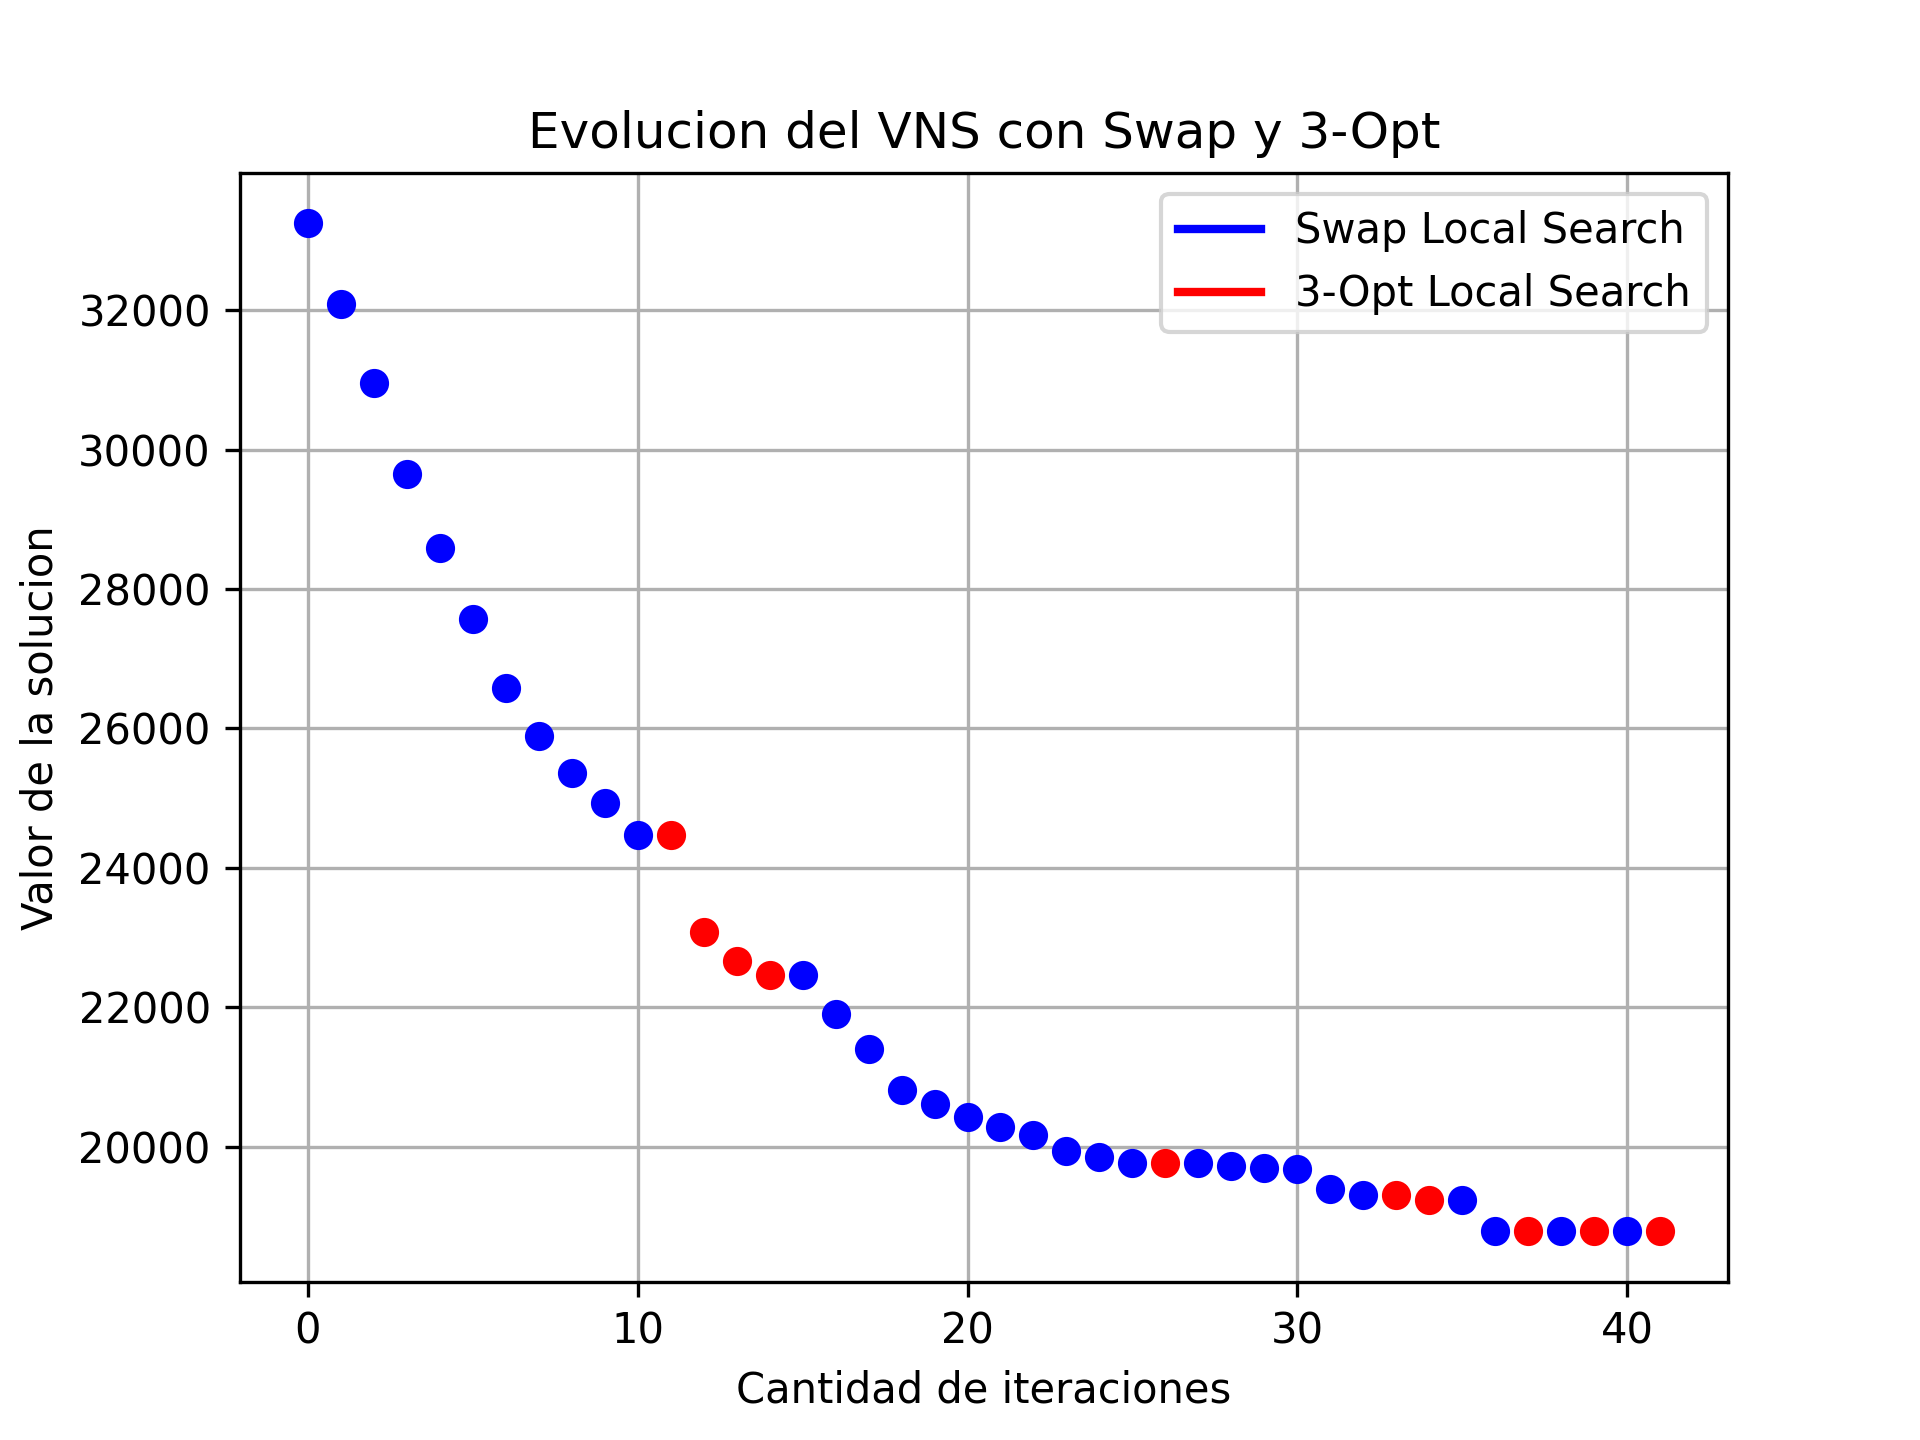 Evolucion del VNS con Swap y 3-Opt
Swap Local Search
3-Opt Local Search
Valor de la solucion
32000
30000
28000
26000
24000
22000
20000
0 10 20 30 40
Cantidad de iteraciones